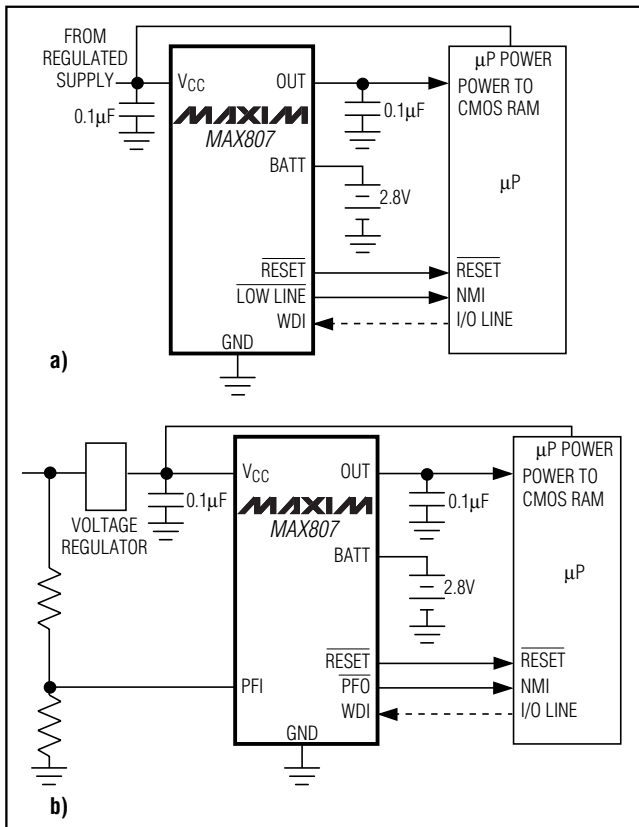 FROM
REGULATED
SUPPLY
0.1µF
VCC
OUT
MAXIM
MAX807
BATT
RESET
LOW LINE
WDI
GND
0.1µF
2.8V
µP POWER
POWER TO
CMOS RAM
µP
RESET
NMI
I/O LINE
a)
VOLTAGE
REGULATOR
0.1µF
VCC
OUT
MAXIM
MAX807
BATT
PFI
RESET
PFO
WDI
GND
0.1µF
2.8V
µP POWER
POWER TO
CMOS RAM
µP
RESET
NMI
I/O LINE
b)